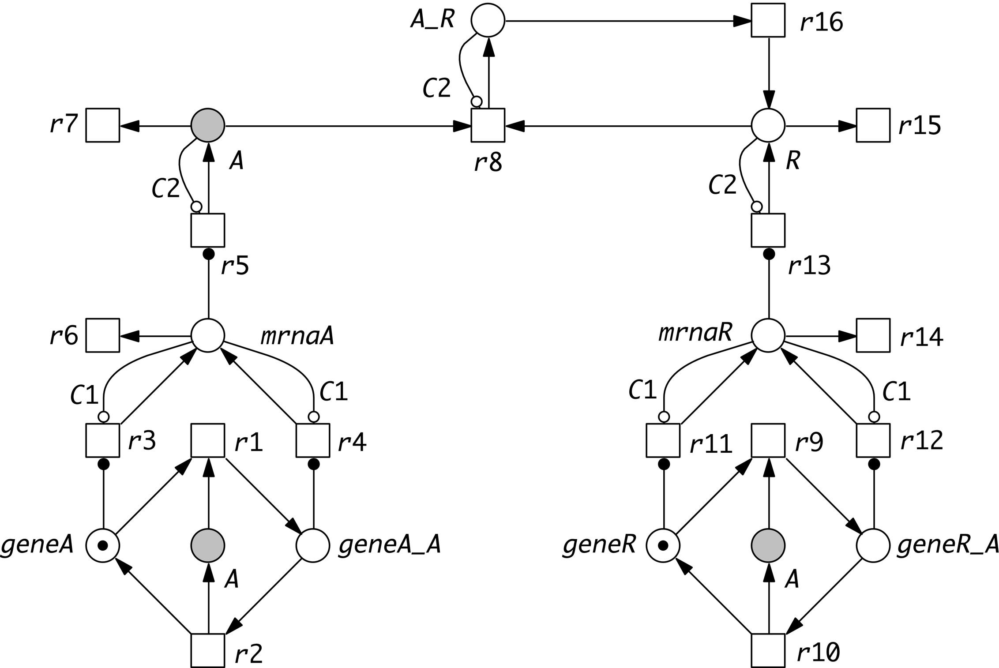 A_R
r16
C2
r7
r15
A
r8
R
C2
C2
r5
r13
r6
mrnaA
mrnaR
r14
C1
C1
C1
C1
r3
r1
r4
r11
r9
r12
geneA
geneA_A
geneR
geneR_A
A
A
r2
r10